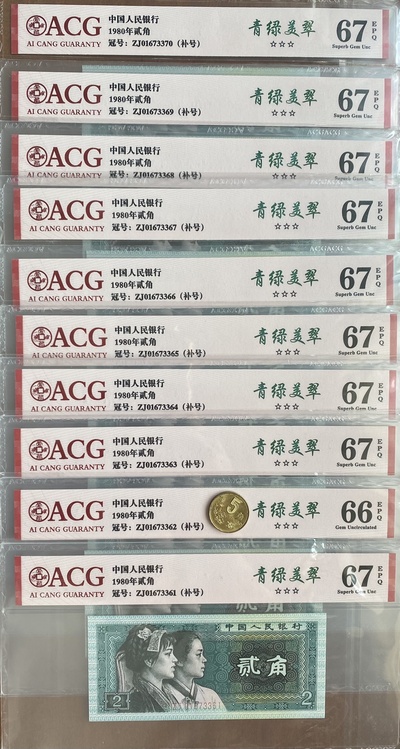 ACG
AI CANG GUARANTY
中国人民银行
1980年贰角
冠号：ZJ01673370（补号）
青绿美翠
☆☆☆
67 EPQ
Superb Gem Unc
ACG
AI CANG GUARANTY
中国人民银行
1980年贰角
冠号：ZJ01673369（补号）
青绿美翠
☆☆☆
67 EPQ
Superb Gem Unc
ACG
AI CANG GUARANTY
中国人民银行
1980年贰角
冠号：ZJ01673368（补号）
青绿美翠
☆☆☆
67 EPQ
Superb Gem Unc
ACG
AI CANG GUARANTY
中国人民银行
1980年贰角
冠号：ZJ01673367（补号）
青绿美翠
☆☆☆
67 EPQ
Superb Gem Unc
ACG
AI CANG GUARANTY
中国人民银行
1980年贰角
冠号：ZJ01673366（补号）
青绿美翠
☆☆☆
67 EPQ
Superb Gem Unc
ACG
AI CANG GUARANTY
中国人民银行
1980年贰角
冠号：ZJ01673365（补号）
青绿美翠
☆☆☆
67 EPQ
Superb Gem Unc
ACG
AI CANG GUARANTY
中国人民银行
1980年贰角
冠号：ZJ01673364（补号）
青绿美翠
☆☆☆
67 EPQ
Superb Gem Unc
ACG
AI CANG GUARANTY
中国人民银行
1980年贰角
冠号：ZJ01673363（补号）
青绿美翠
☆☆☆
67 EPQ
Superb Gem Unc
ACG
AI CANG GUARANTY
中国人民银行
1980年贰角
冠号：ZJ01673362（补号）
5
青绿美翠
☆☆☆
66 EPQ
Gem Uncirculated
ACG
AI CANG GUARANTY
中国人民银行
1980年贰角
冠号：ZJ01673361（补号）
青绿美翠
☆☆☆
67 EPQ
Superb Gem Unc
中国人民银行
贰角
2
2